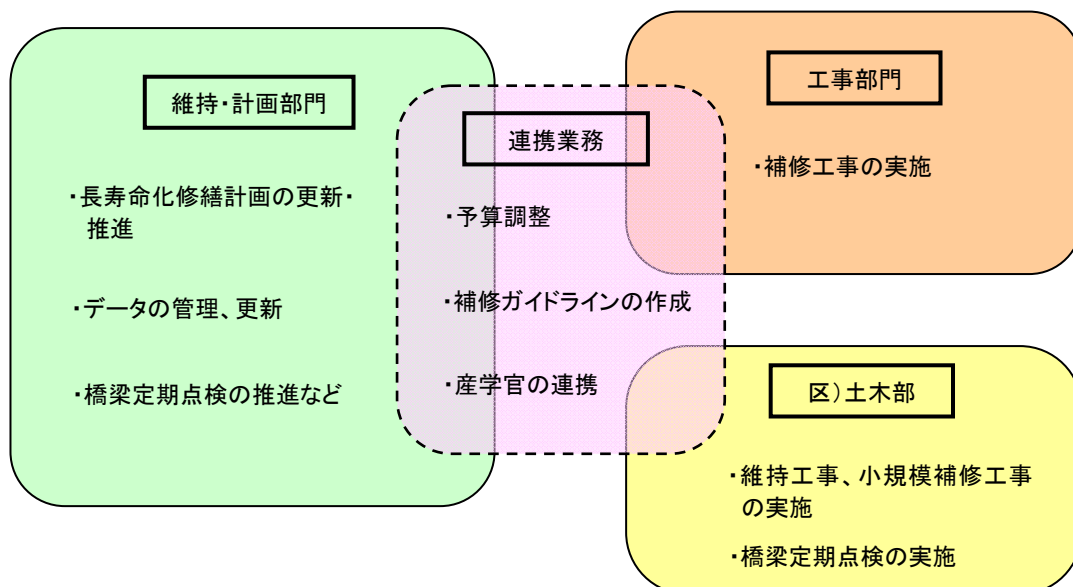 維持・計画部門
・長寿命化修繕計画の更新・
推進
・データの管理、更新
・橋梁定期点検の推進など
連携業務
・予算調整
・補修ガイドラインの作成
・産学官の連携
工事部門
・補修工事の実施
区）土木部
・維持工事、小規模補修工事
の実施
・橋梁定期点検の実施